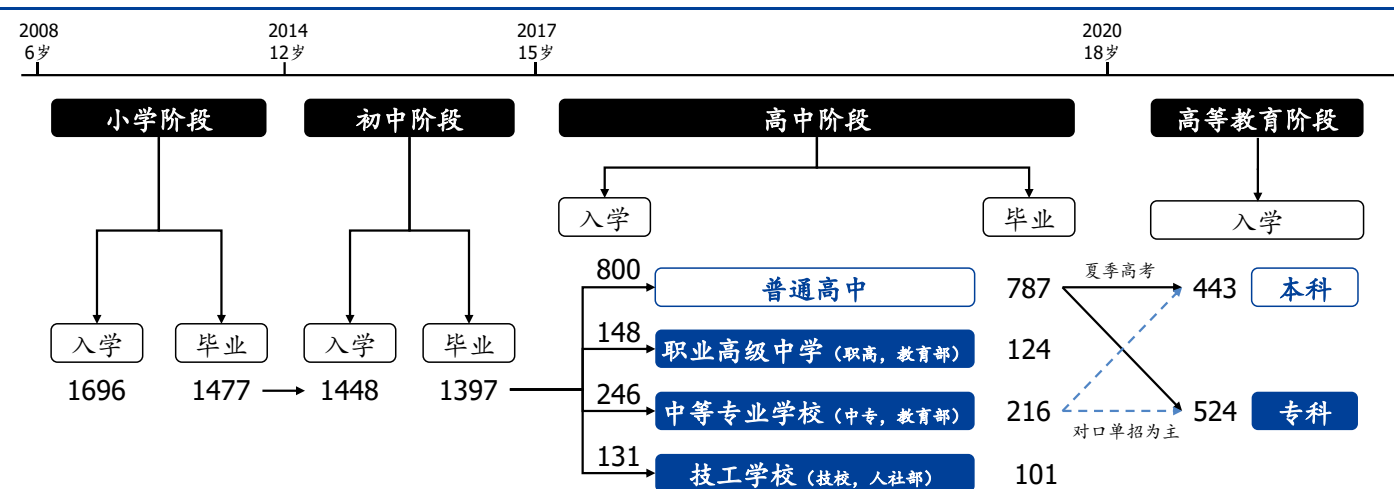 2008
6岁
2014
12岁
2017
15岁
2020
18岁
小学阶段
初中阶段
高中阶段
高等教育阶段
入学
毕业
入学
800
普通高中
787
夏季高考
443
本科
入学
毕业
入学
毕业
148
职业高级中学（职高，教育部）
124
1696
1477
1448
1397
246
中等专业学校（中专，教育部）
216
对口单招为主
524
专科
131
技工学校（技校，人社部）
101